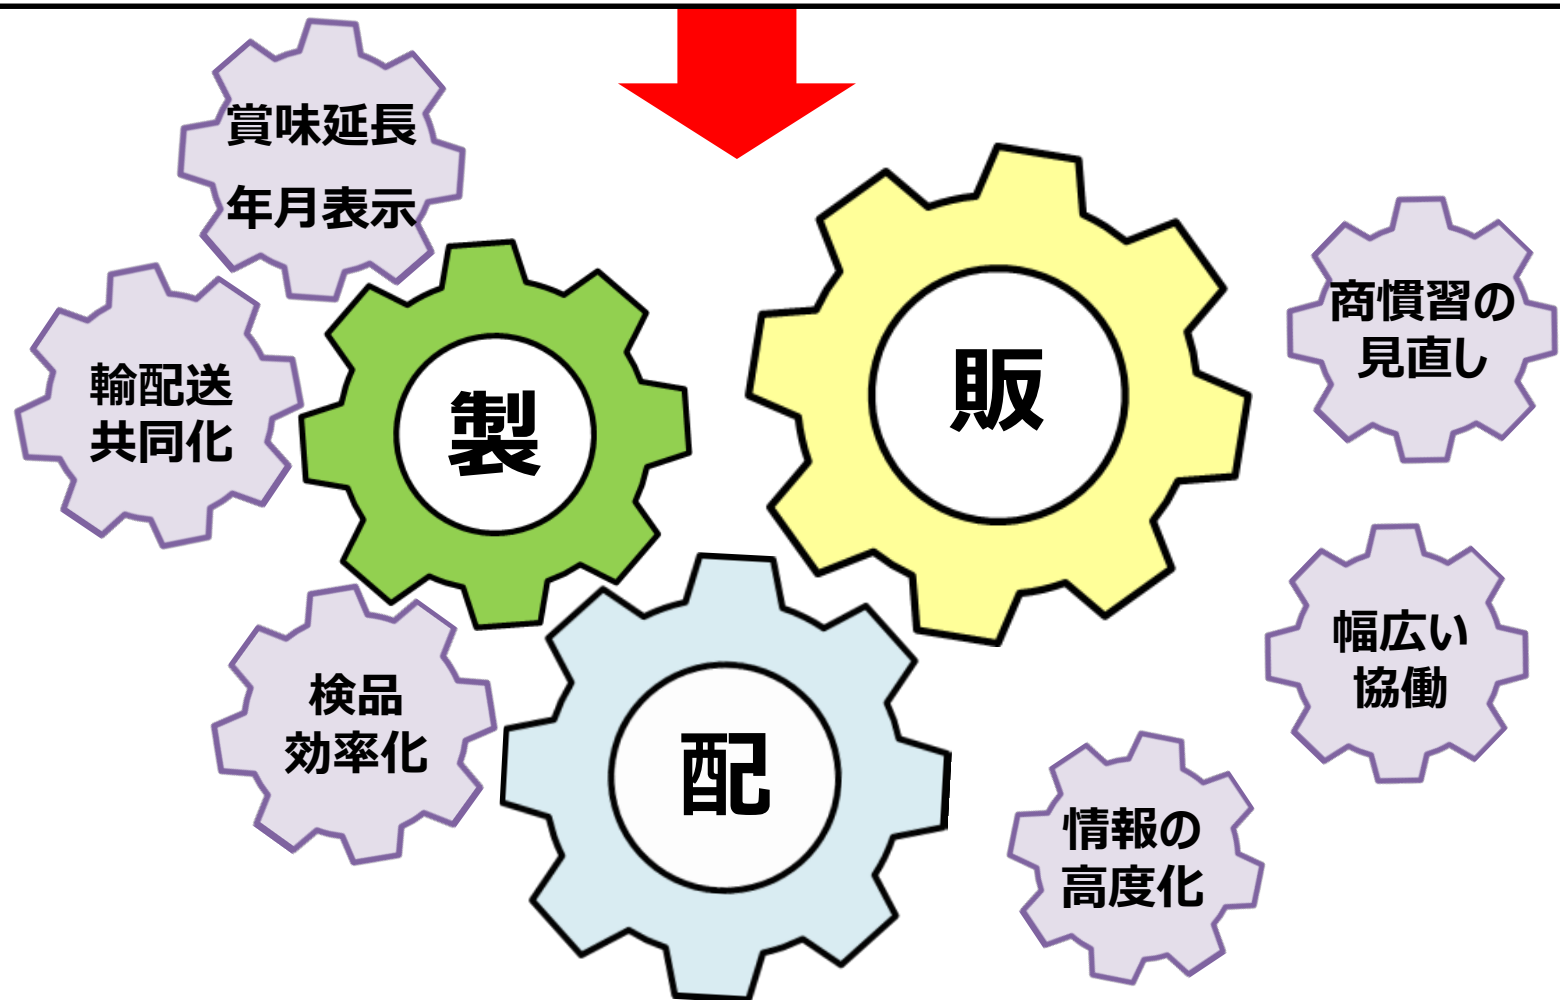 賞味延長
年月表示
輸配送
共同化
製
販
商慣習の
見直し
検品
効率化
配
幅広い
協働
情報の
高度化